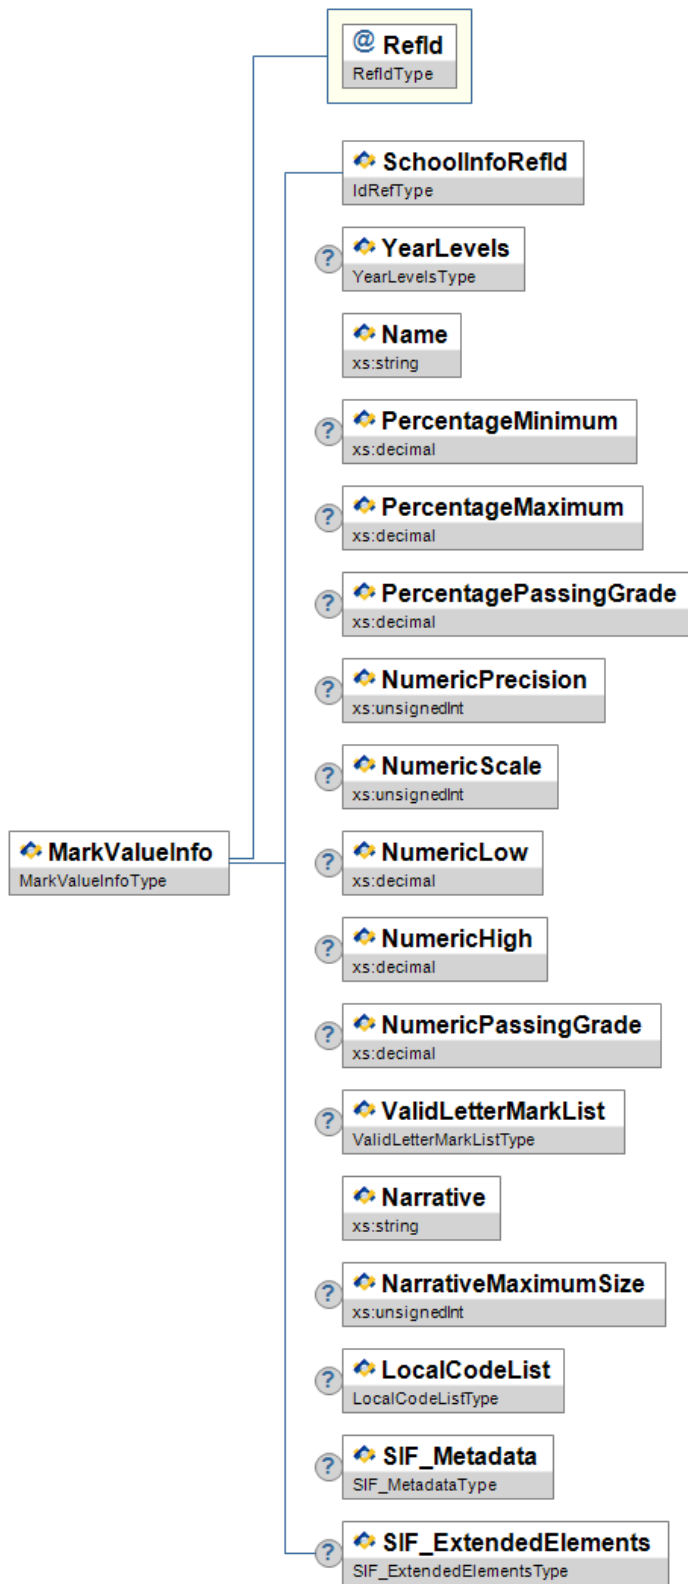 @ RefId
RefIdType
SchoolInfoRefId
IdRefType
? YearLevels
YearLevelsType
Name
xs:string
? PercentageMinimum
xs:decimal
? PercentageMaximum
xs:decimal
? PercentagePassingGrade
xs:decimal
? NumericPrecision
xs:unsignedInt
? NumericScale
xs:unsignedInt
MarkValueInfo
MarkValueInfoType
? NumericLow
xs:decimal
? NumericHigh
xs:decimal
? NumericPassingGrade
xs:decimal
? ValidLetterMarkList
ValidLetterMarkListType
Narrative
xs:string
? NarrativeMaximumSize
xs:unsignedInt
? LocalCodeList
LocalCodeListType
? SIF_Metadata
SIF_MetadataType
? SIF_ExtendedElements
SIF_ExtendedElementsType